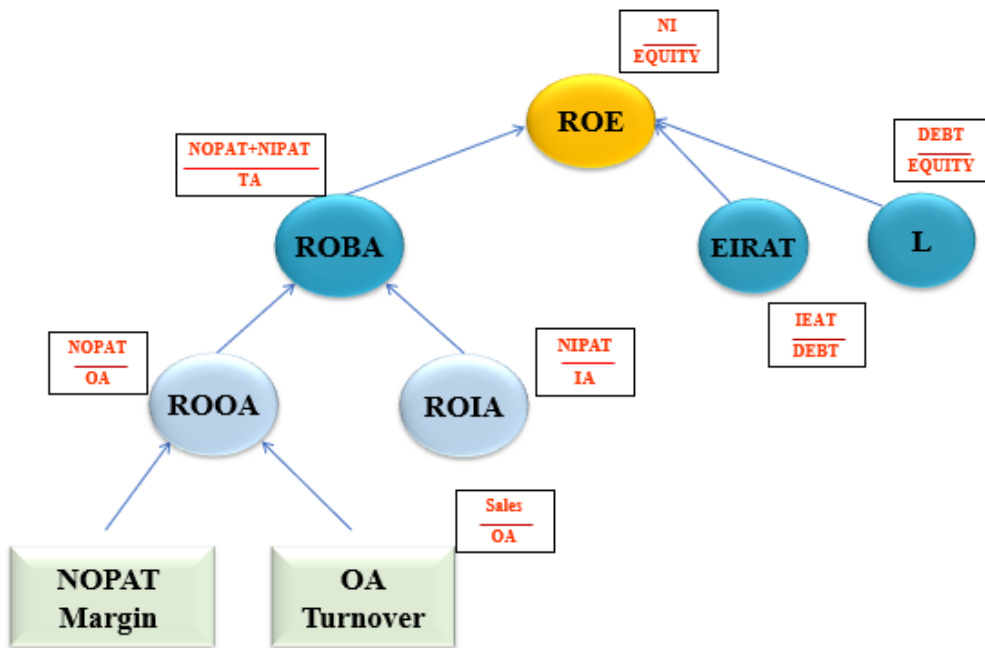 NI
EQUITY
ROE
NOPAT+NIPAT
TA
DEBT
EQUITY
ROBA
EIRAT
L
IEAT
DEBT
NOPAT
OA
NIPAT
IA
ROOA
ROIA
Sales
OA
NOPAT
Margin
OA
Turnover